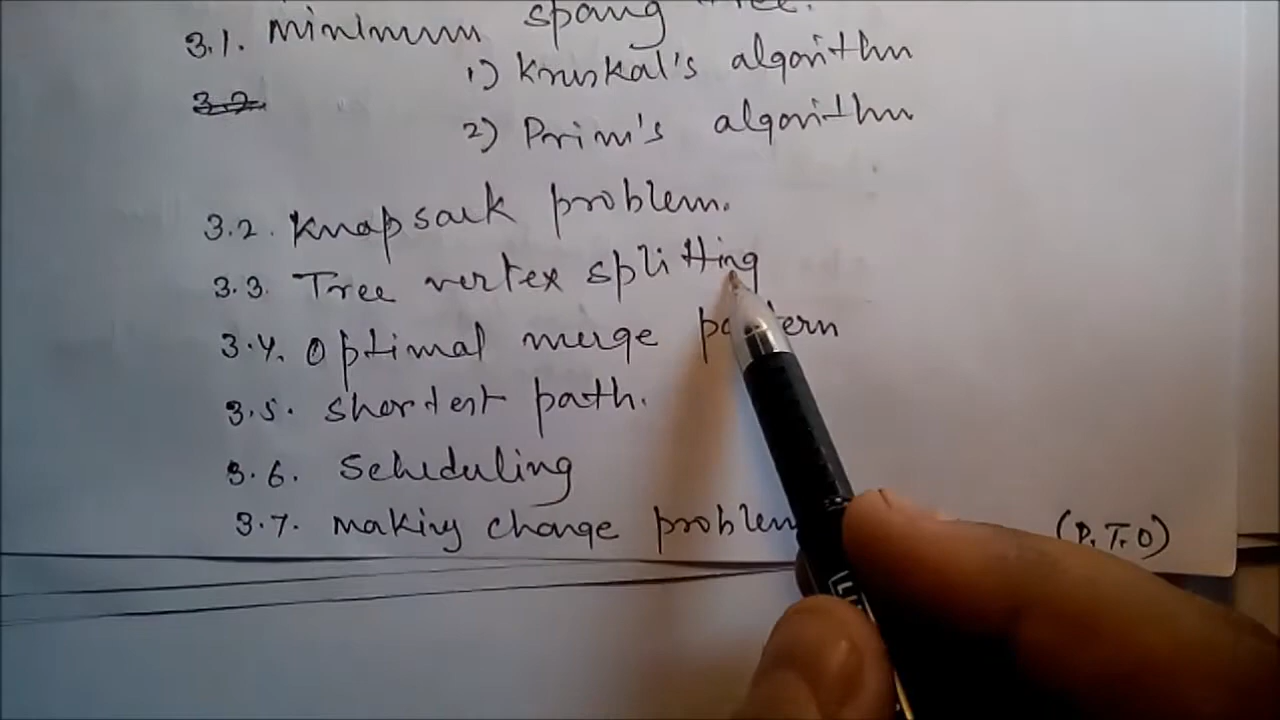 3.1. Minimum spang Tree.
1) Kruskal's algorithm
3.2
2) Prim's algorithm
3.2. Knapsack problem.
3.3. Tree vertex splitting
3.4. Optimal merge pattern
3.5. shortest path.
3.6. scheduling
3.7. making change problem
(P.T.O)